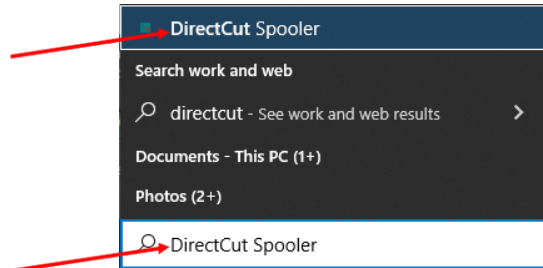 DirectCut Spooler
Search work and web
directcut - See work and web results
Documents - This PC (1+)
Photos (2+)
DirectCut Spooler